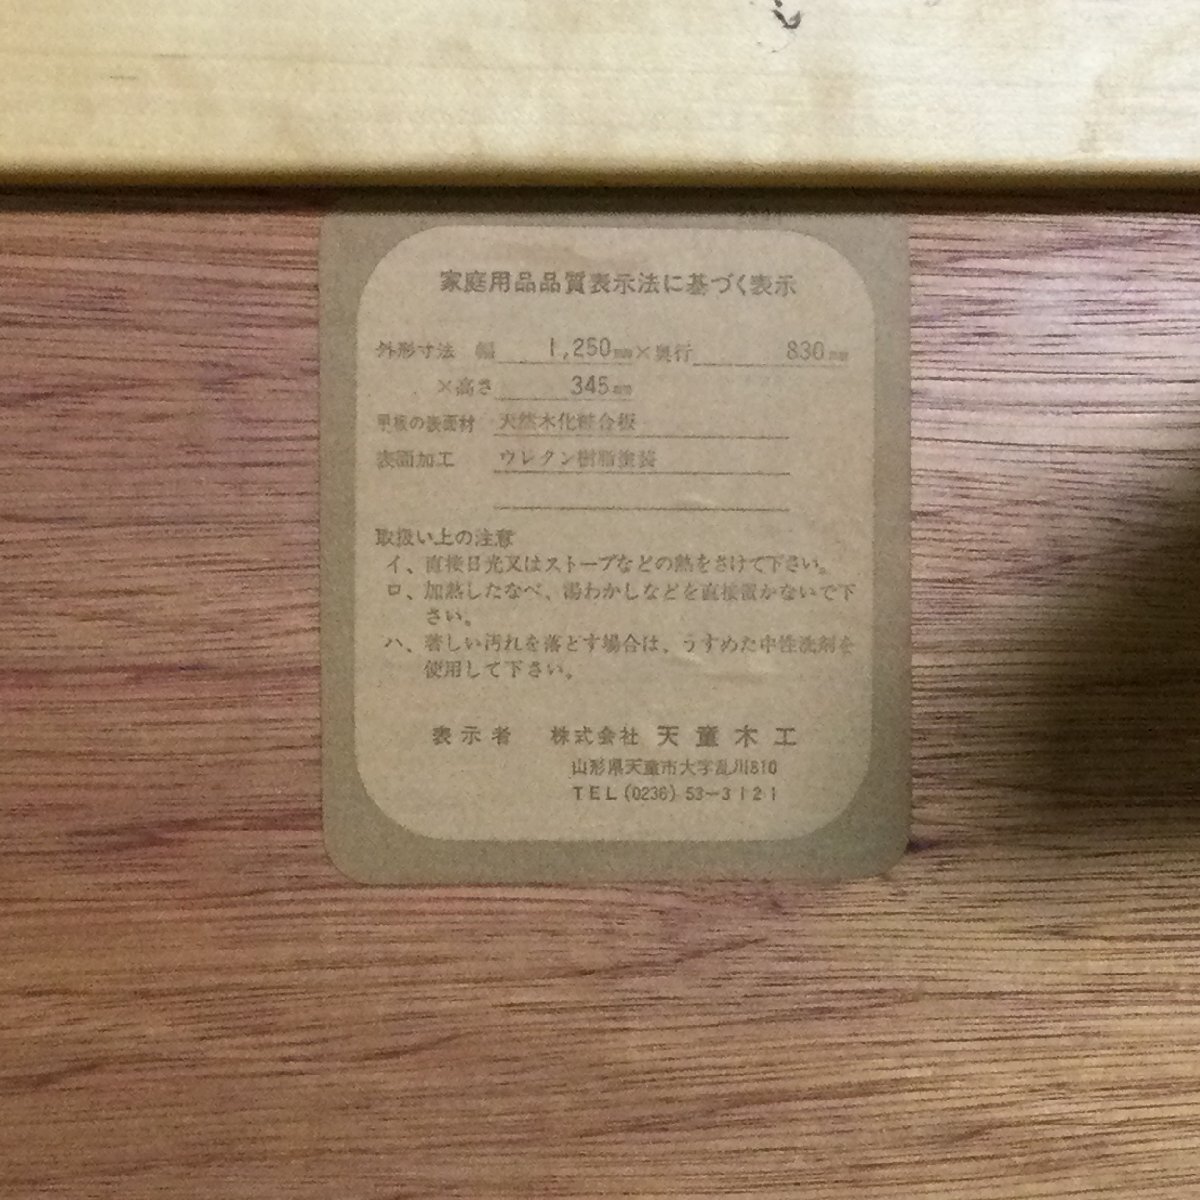 家庭用品品質表示法に基づく表示
外形寸法 幅 1,250mm×奥行 830mm
×高さ 345mm
甲板の表面材 天然木化粧合板
表面加工 ウレタン樹脂塗装
取扱い上の注意
イ、直接日光又はストーブなどの熱をさけて下さい。
ロ、加熱したなべ、湯わかしなどを直接置かないで下
さい。
ハ、著しい汚れを落とす場合は、うすめた中性洗剤を
使用して下さい。
表示者 株式会社 天童木工
山形県天童市大字乱川810
TEL(0236)53-3121